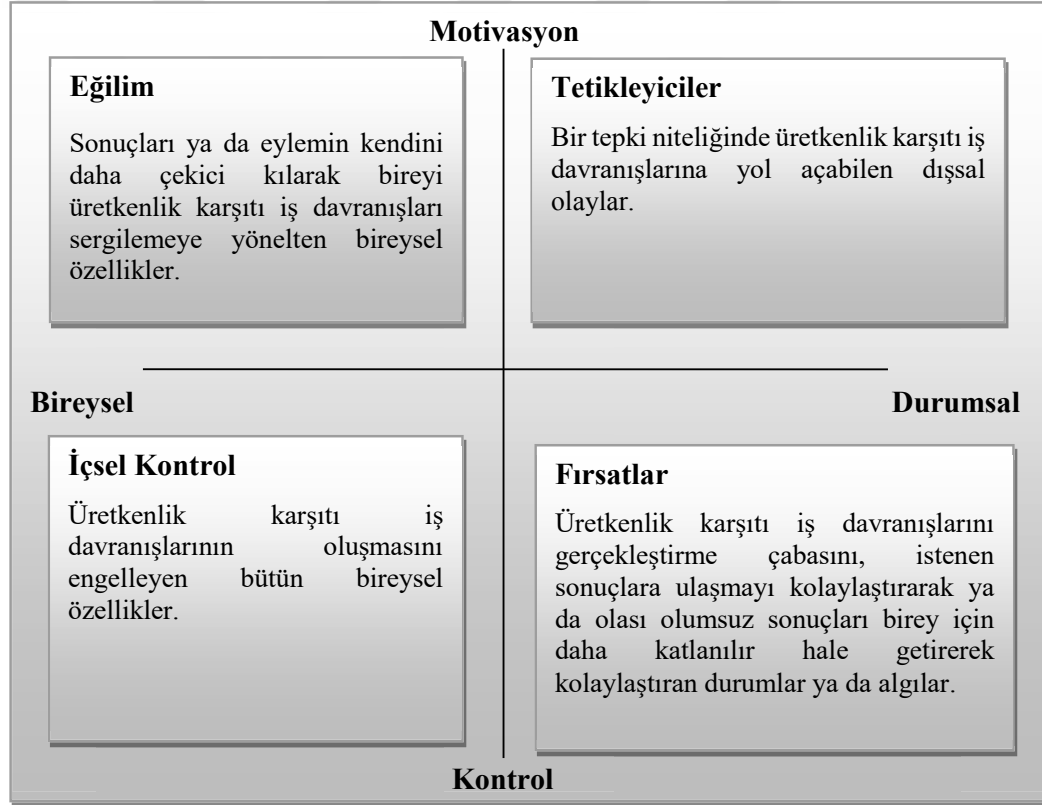 Motivasyon
Eğilim
Sonuçları ya da eylemin kendini
daha çekici kılarak bireyi
üretkenlik karşıtı iş davranışları
sergilemeye yönelten bireysel
özellikler.
Tetikleyiciler
Bir tepki niteliğinde üretkenlik karşıtı iş
davranışlarına yol açabilen dışsal
olaylar.
Bireysel
Durumsal
İçsel Kontrol
Üretkenlik karşıtı iş
davranışlarının oluşmasını
engelleyen bütün bireysel
özellikler.
Fırsatlar
Üretkenlik karşıtı iş davranışlarını
gerçekleştirme çabasını, istenen
sonuçlara ulaşmayı kolaylaştırarak ya
da olası olumsuz sonuçları birey için
daha katlanılır hale getirerek
kolaylaştıran durumlar ya da algılar.
Kontrol